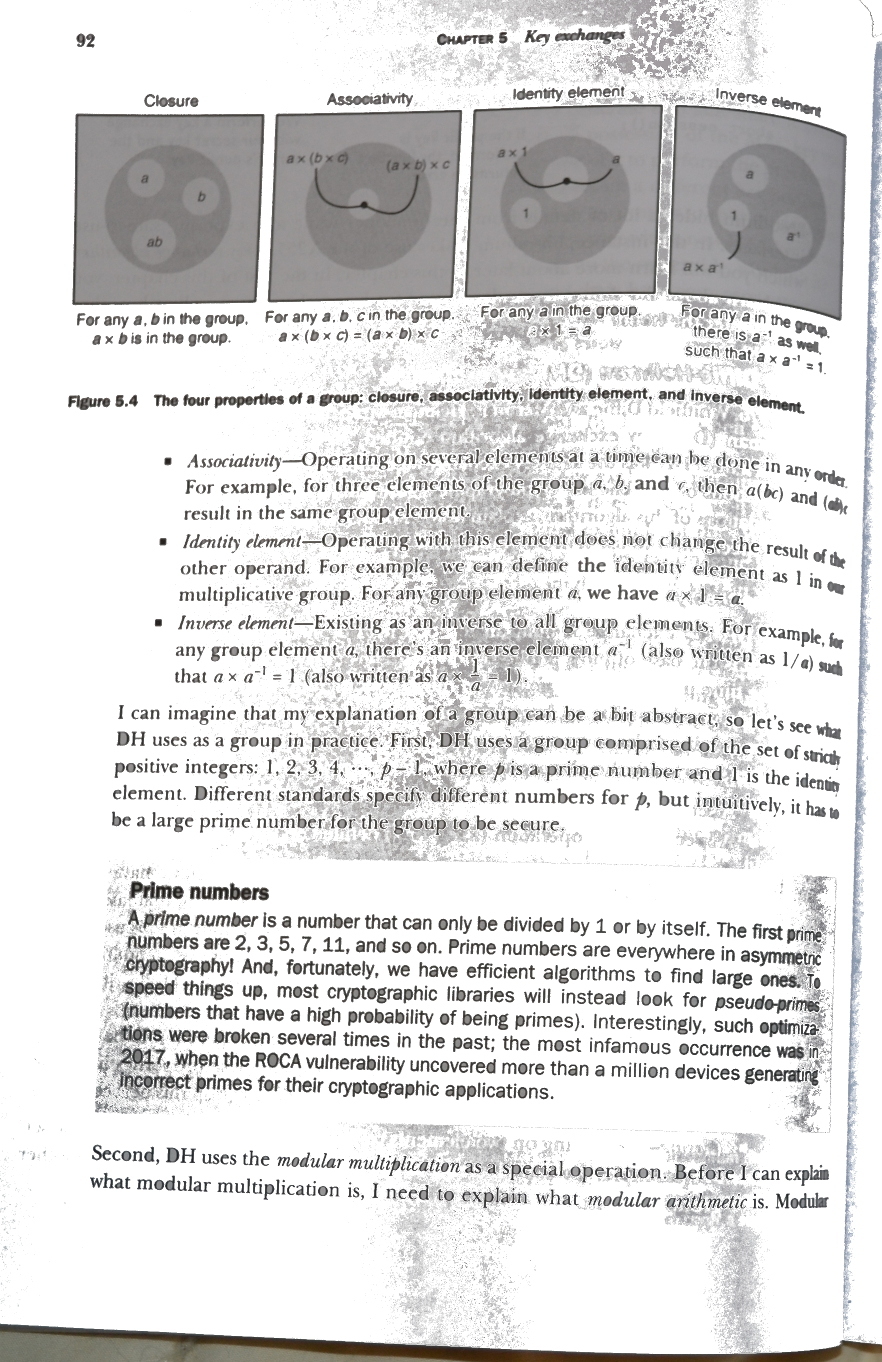 92
CHAPTER 5 Key exchanges
Closure
Associativity
Identity element
Inverse element
a
b
ab
a × (b × c)
(a × b) × c
a × 1
a
1
a
1
a⁻¹
a × a⁻¹
For any a, b in the group,
a × b is in the group.
For any a, b, c in the group.
a × (b × c) = (a × b) × c
For any a in the group.
a × 1 = a
For any a in the group,
there is a⁻¹ as well,
such that a × a⁻¹ = 1.
Figure 5.4 The four properties of a group: closure, associativity, identity element, and inverse element.
▪ Associativity—Operating on several elements at a time can be done in any order.
For example, for three elements of the group a, b, and c, then a(bc) and (ab)c
result in the same group element.
▪ Identity element—Operating with this element does not change the result of the
other operand. For example, we can define the identity element as 1 in our
multiplicative group. For any group element a, we have a × 1 = a.
▪ Inverse element—Existing as an inverse to all group elements. For example, for
any group element a, there's an inverse element a⁻¹ (also written as 1/a) such
that a × a⁻¹ = 1 (also written as a × 1/a = 1).
I can imagine that my explanation of a group can be a bit abstract, so let's see what
DH uses as a group in practice. First, DH uses a group comprised of the set of strictly
positive integers: 1, 2, 3, 4, ···, p – 1, where p is a prime number and 1 is the identity
element. Different standards specify different numbers for p, but intuitively, it has to
be a large prime number for the group to be secure.
Prime numbers
A prime number is a number that can only be divided by 1 or by itself. The first prime
numbers are 2, 3, 5, 7, 11, and so on. Prime numbers are everywhere in asymmetric
cryptography! And, fortunately, we have efficient algorithms to find large ones. To
speed things up, most cryptographic libraries will instead look for pseudo-primes
(numbers that have a high probability of being primes). Interestingly, such optimiza-
tions were broken several times in the past; the most infamous occurrence was in
2017, when the ROCA vulnerability uncovered more than a million devices generating
incorrect primes for their cryptographic applications.
Second, DH uses the modular multiplication as a special operation. Before I can explain
what modular multiplication is, I need to explain what modular arithmetic is. Modular